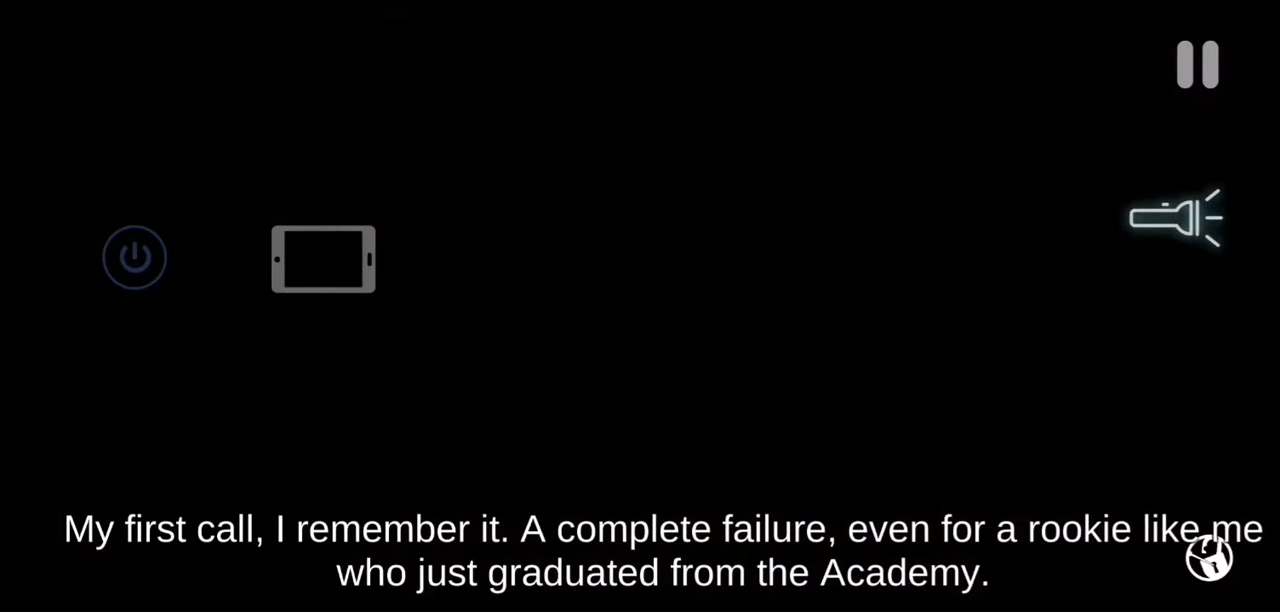 My first call, I remember it. A complete failure, even for a rookie like me
who just graduated from the Academy.